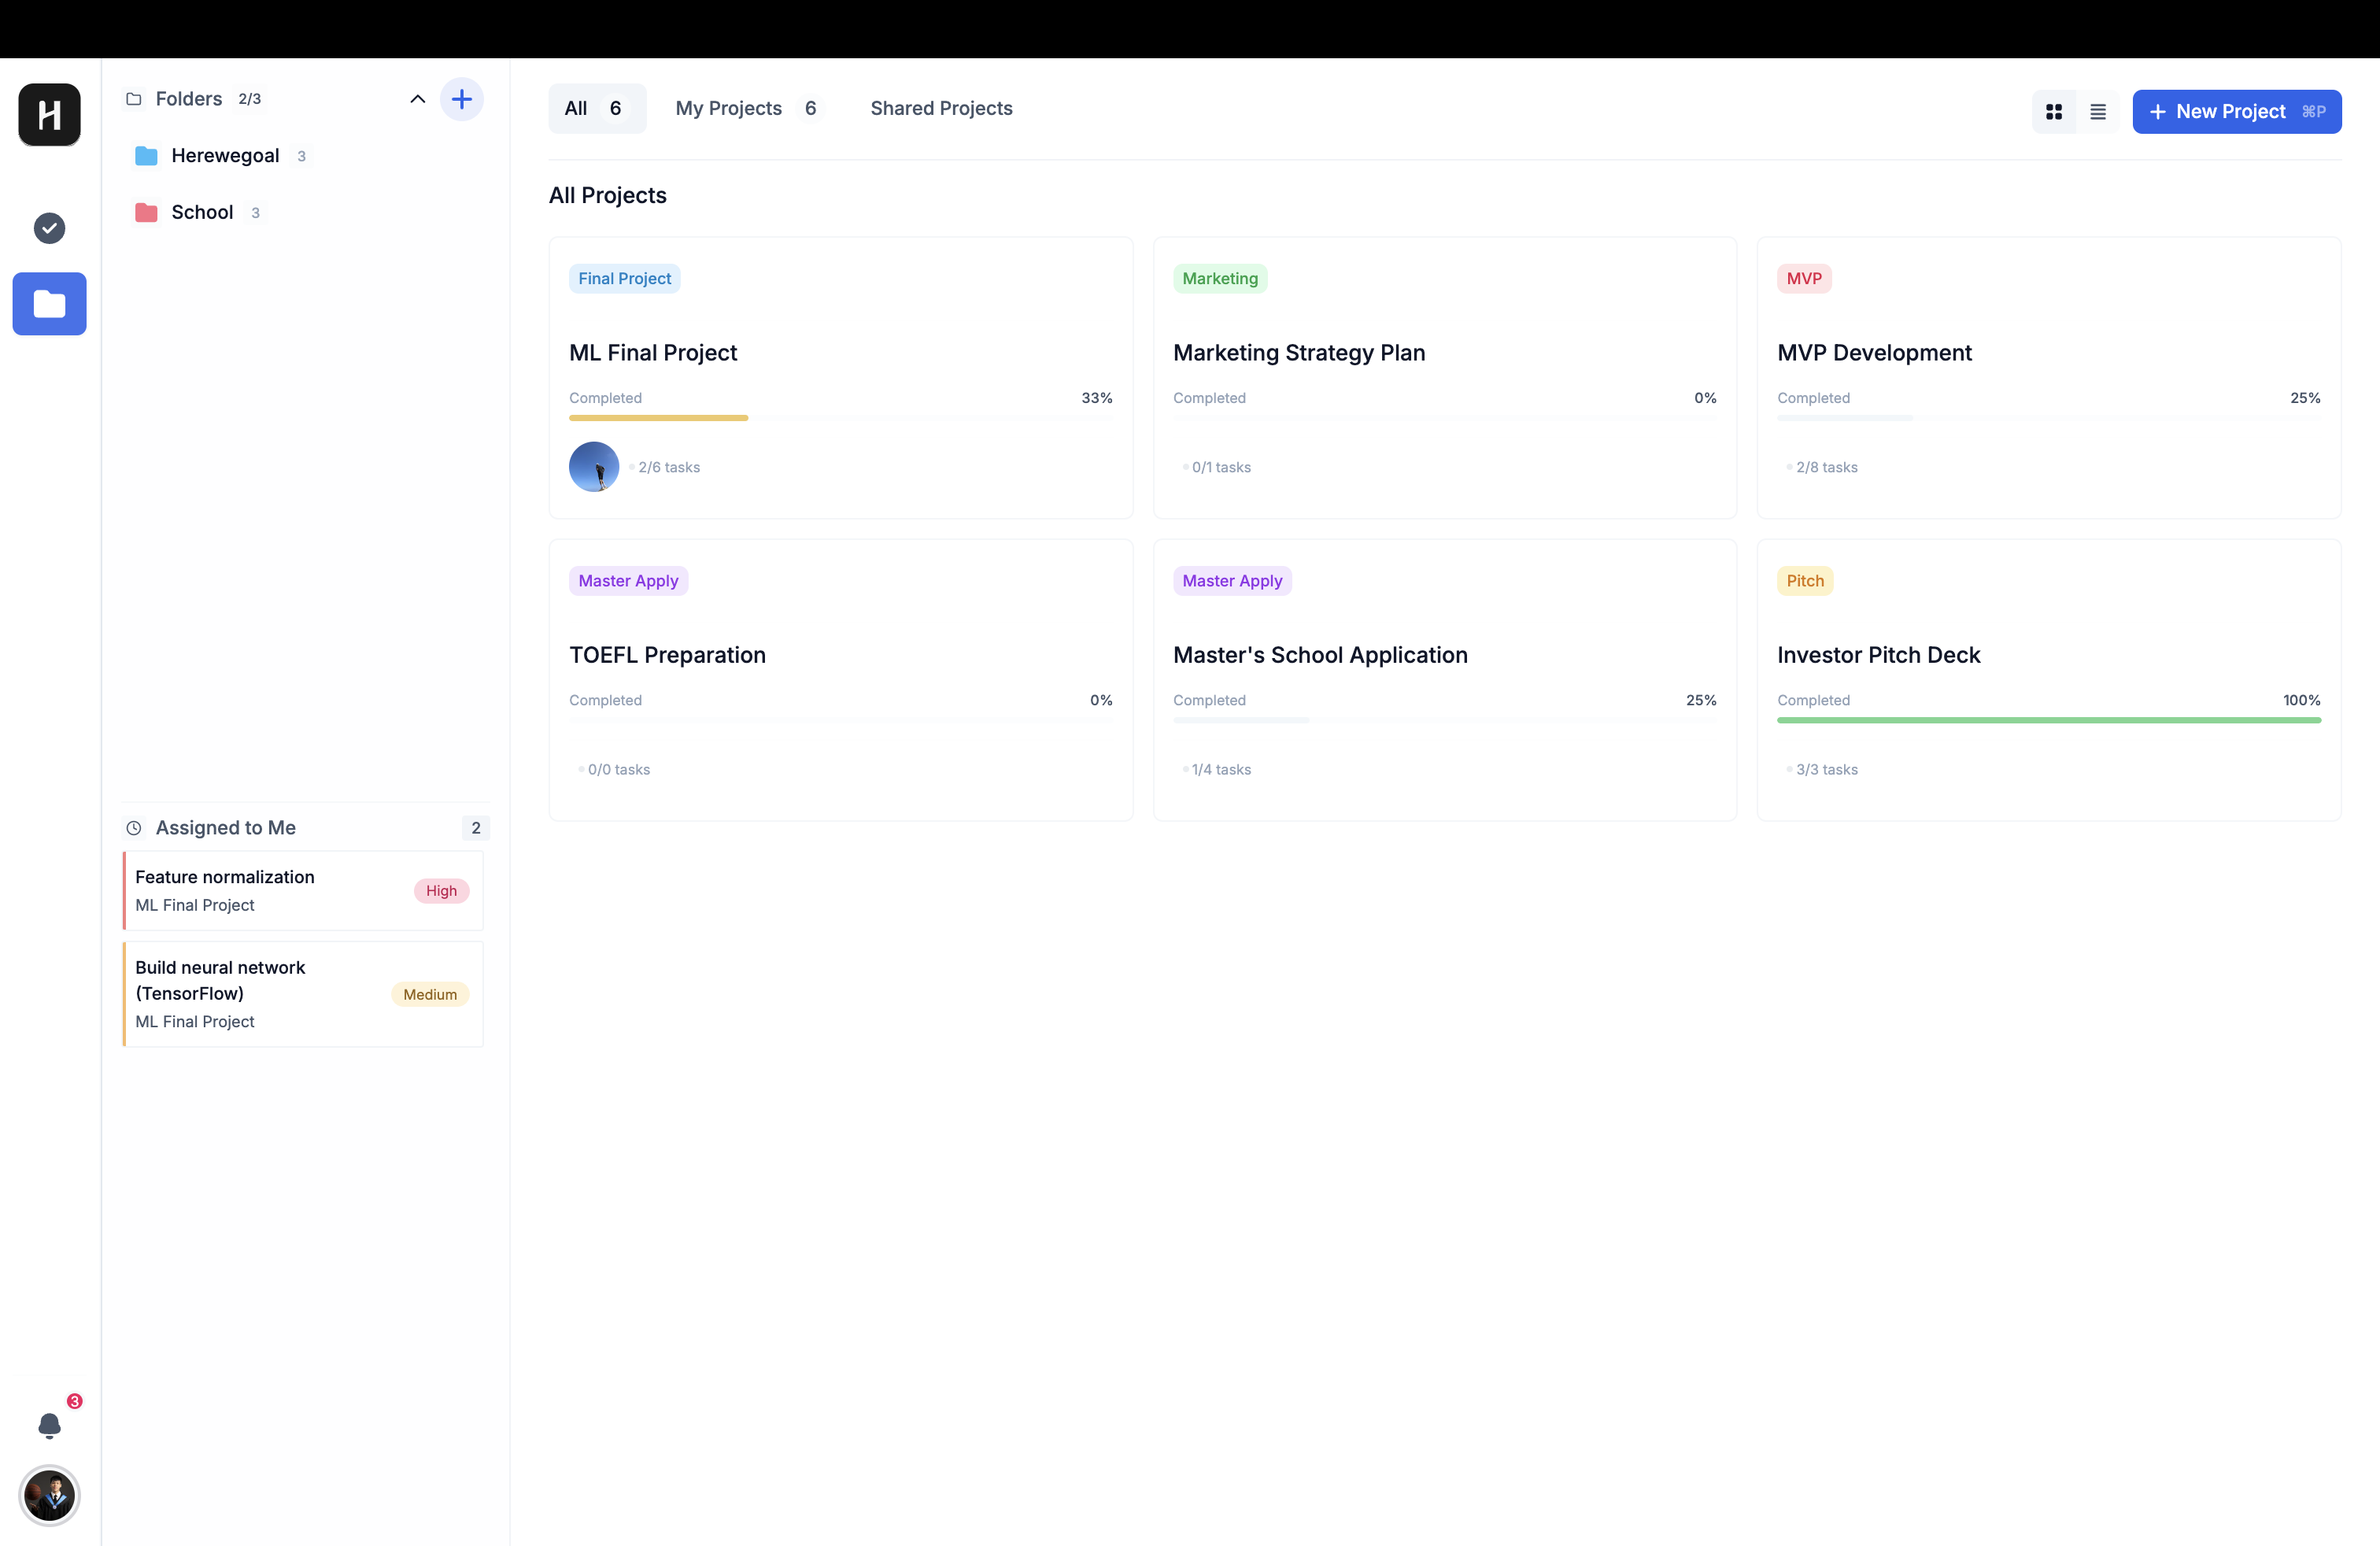 H
Folders 2/3
Herewegoal 3
School 3
Assigned to Me 2
Feature normalization
ML Final Project
High
Build neural network
(TensorFlow)
ML Final Project
Medium
3
All 6 My Projects 6 Shared Projects
New Project ⌘P
All Projects
Final Project
ML Final Project
Completed 33%
2/6 tasks
Marketing
Marketing Strategy Plan
Completed 0%
0/1 tasks
MVP
MVP Development
Completed 25%
2/8 tasks
Master Apply
TOEFL Preparation
Completed 0%
0/0 tasks
Master Apply
Master's School Application
Completed 25%
1/4 tasks
Pitch
Investor Pitch Deck
Completed 100%
3/3 tasks